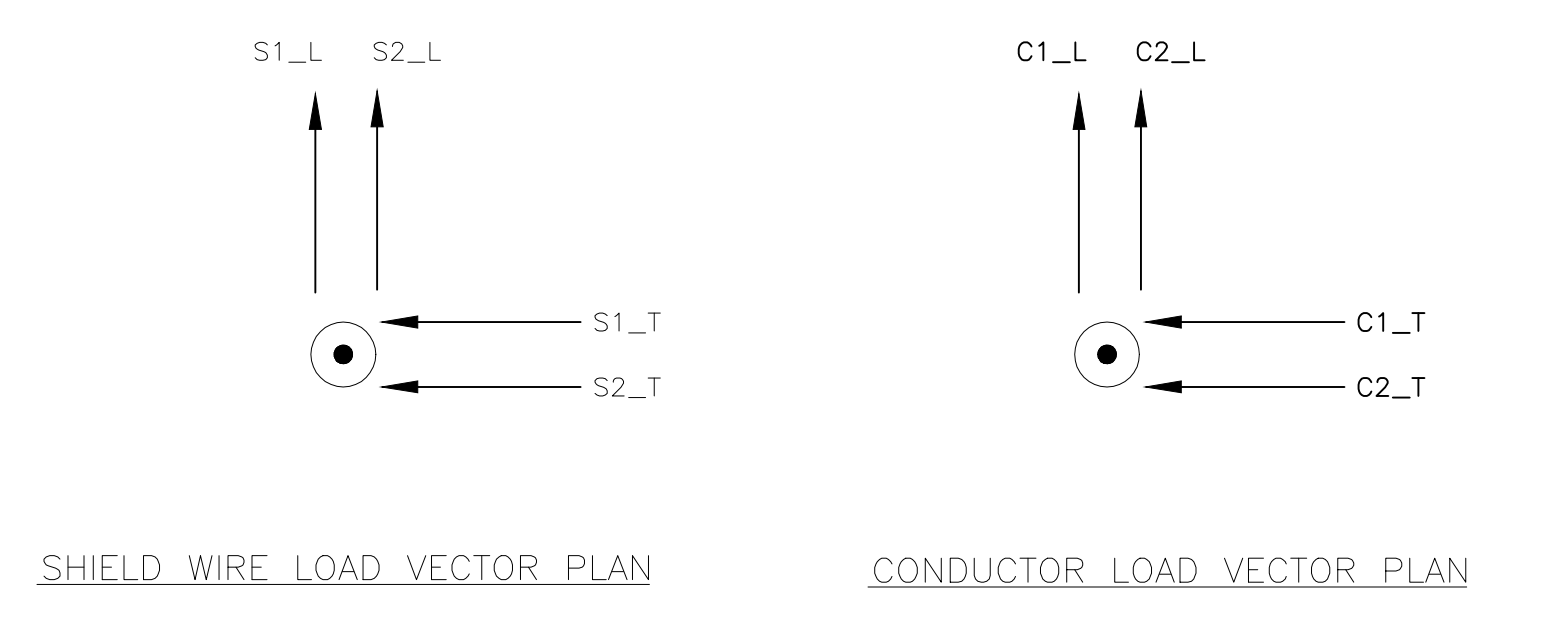 S1_L S2_L
C1_L C2_L
S1_T
S2_T
C1_T
C2_T
SHIELD WIRE LOAD VECTOR PLAN
CONDUCTOR LOAD VECTOR PLAN